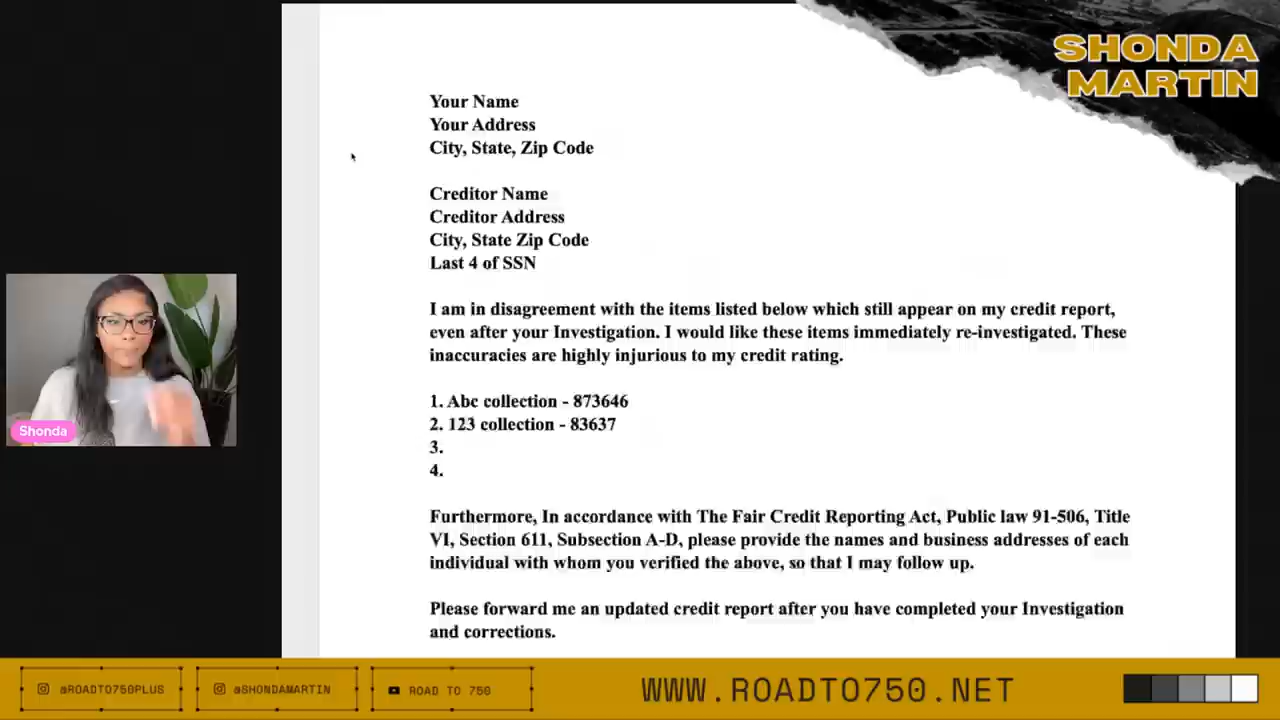 SHONDA
MARTIN
Your Name
Your Address
City, State, Zip Code
Creditor Name
Creditor Address
City, State Zip Code
Last 4 of SSN
I am in disagreement with the items listed below which still appear on my credit report,
even after your Investigation. I would like these items immediately re-investigated. These
inaccuracies are highly injurious to my credit rating.
1. Abc collection - 873646
2. 123 collection - 83637
3.
4.
Furthermore, In accordance with The Fair Credit Reporting Act, Public law 91-506, Title
VI, Section 611, Subsection A-D, please provide the names and business addresses of each
individual with whom you verified the above, so that I may follow up.
Please forward me an updated credit report after you have completed your Investigation
and corrections.
Shonda
@ROADTO750PLUS
@SHONDAMARTIN
ROAD TO 750
WWW.ROADTO750.NET